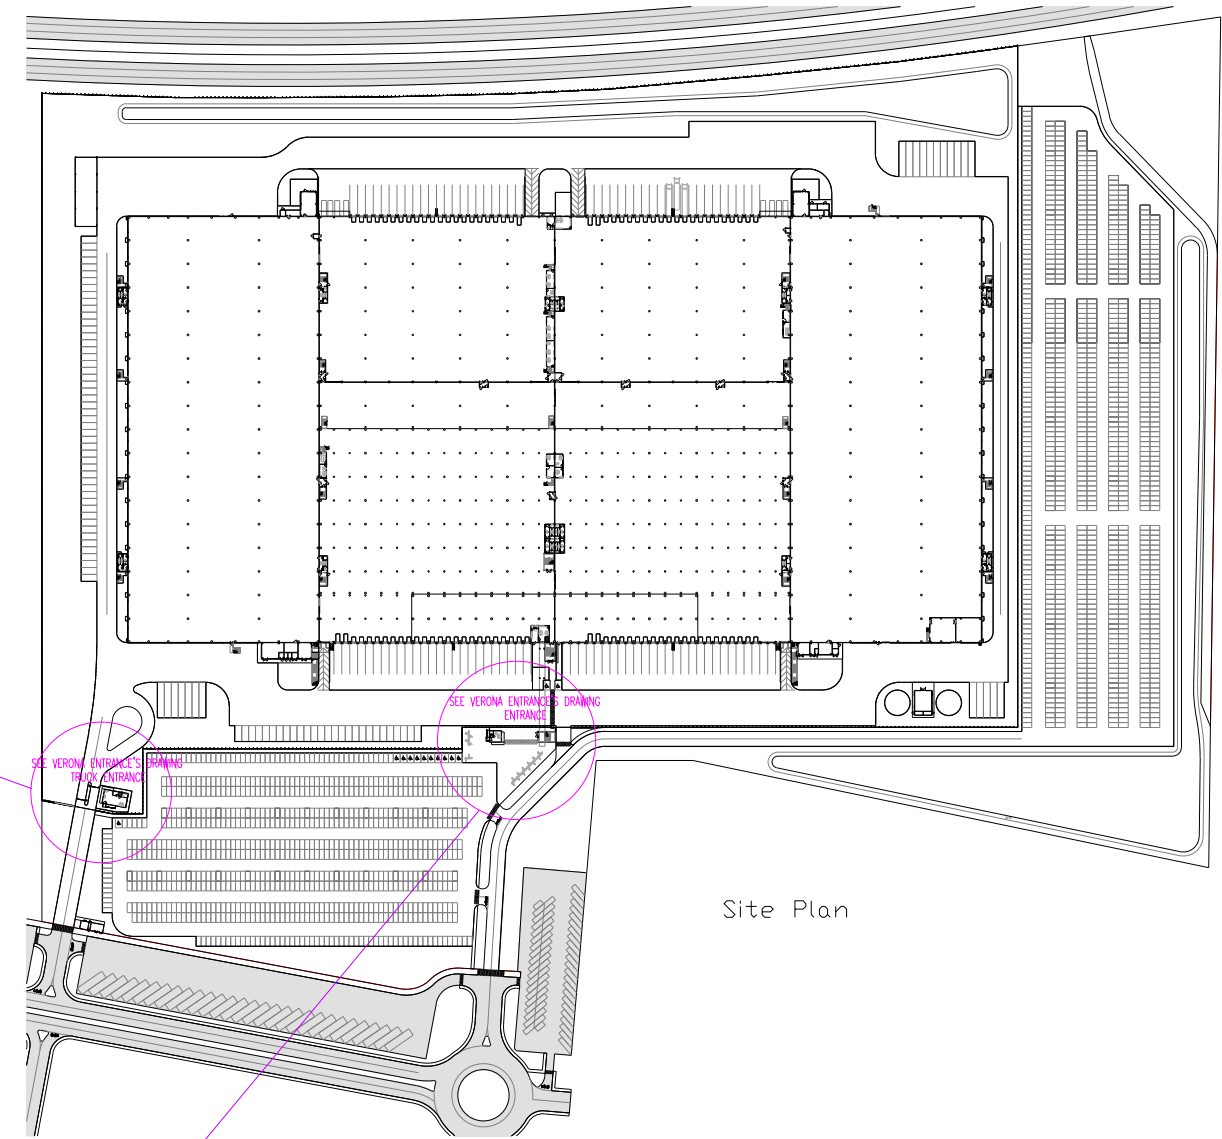 SEE VERONA ENTRANCE'S DRAWING
ENTRANCE
SEE VERONA ENTRANCE'S DRAWING
TRUCK ENTRANCE
Site Plan